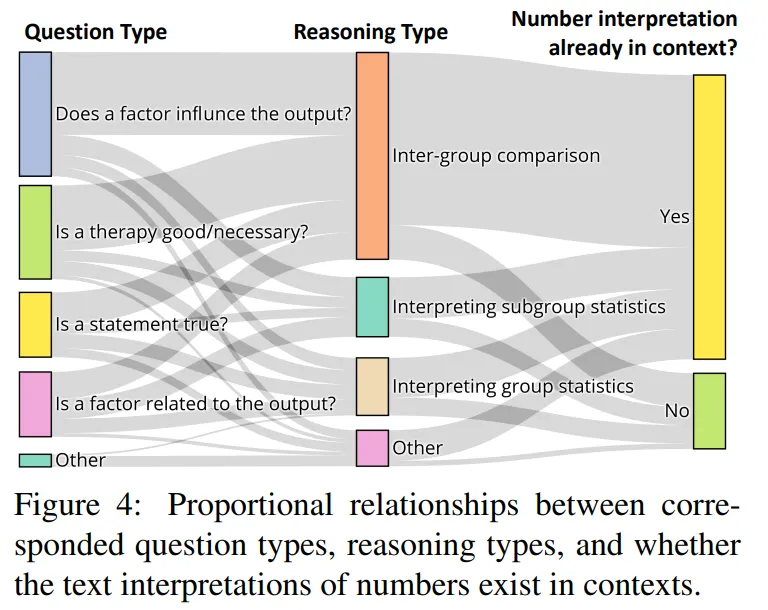 Question Type
Reasoning Type
Number interpretation
already in context?
Does a factor influnce the output?
Inter-group comparison
Yes
Is a therapy good/necessary?
Is a statement true?
Interpreting subgroup statistics
Is a factor related to the output?
Interpreting group statistics
No
Other
Other
Figure 4: Proportional relationships between corre-
sponded question types, reasoning types, and whether
the text interpretations of numbers exist in contexts.